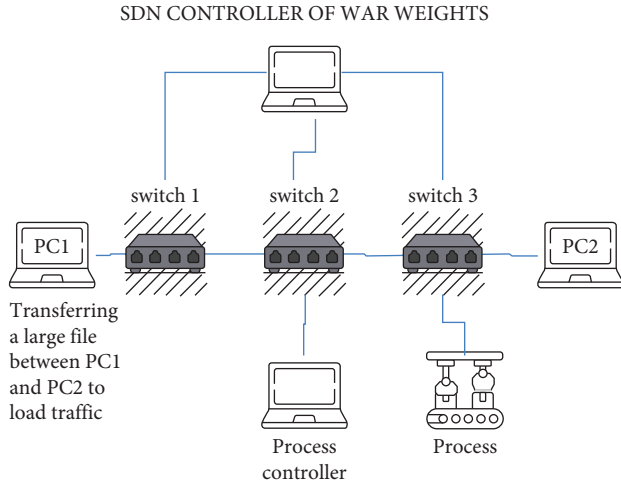 SDN CONTROLLER OF WAR WEIGHTS
switch 1
switch 2
switch 3
PC1
PC2
Transferring
a large file
between PC1
and PC2 to
load traffic
Process
controller
Process